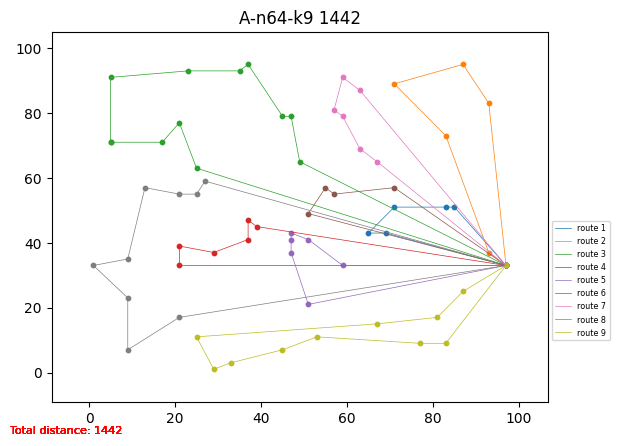 A-n64-k9 1442
100
80
60
40
20
0
0 20 40 60 80 100
route 1
route 2
route 3
route 4
route 5
route 6
route 7
route 8
route 9
Total distance: 1442